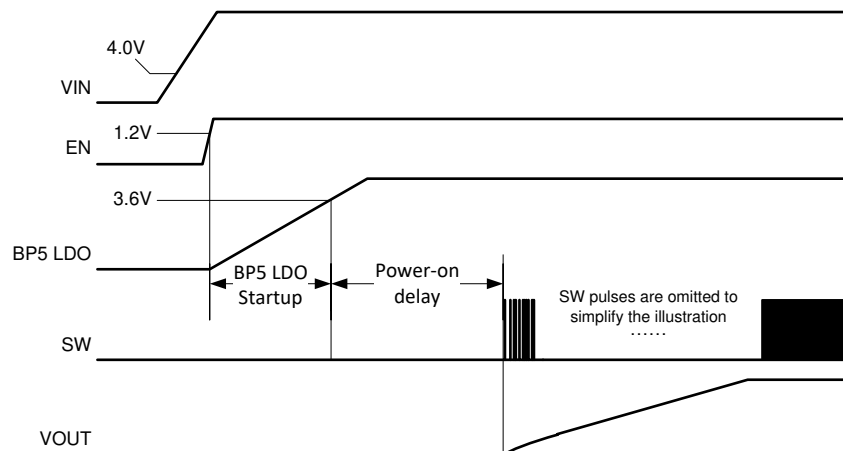 4.0V
VIN
1.2V
EN
3.6V
BP5 LDO
BP5 LDO
Startup
Power-on
delay
SW pulses are omitted to
simplify the illustration
......
SW
VOUT